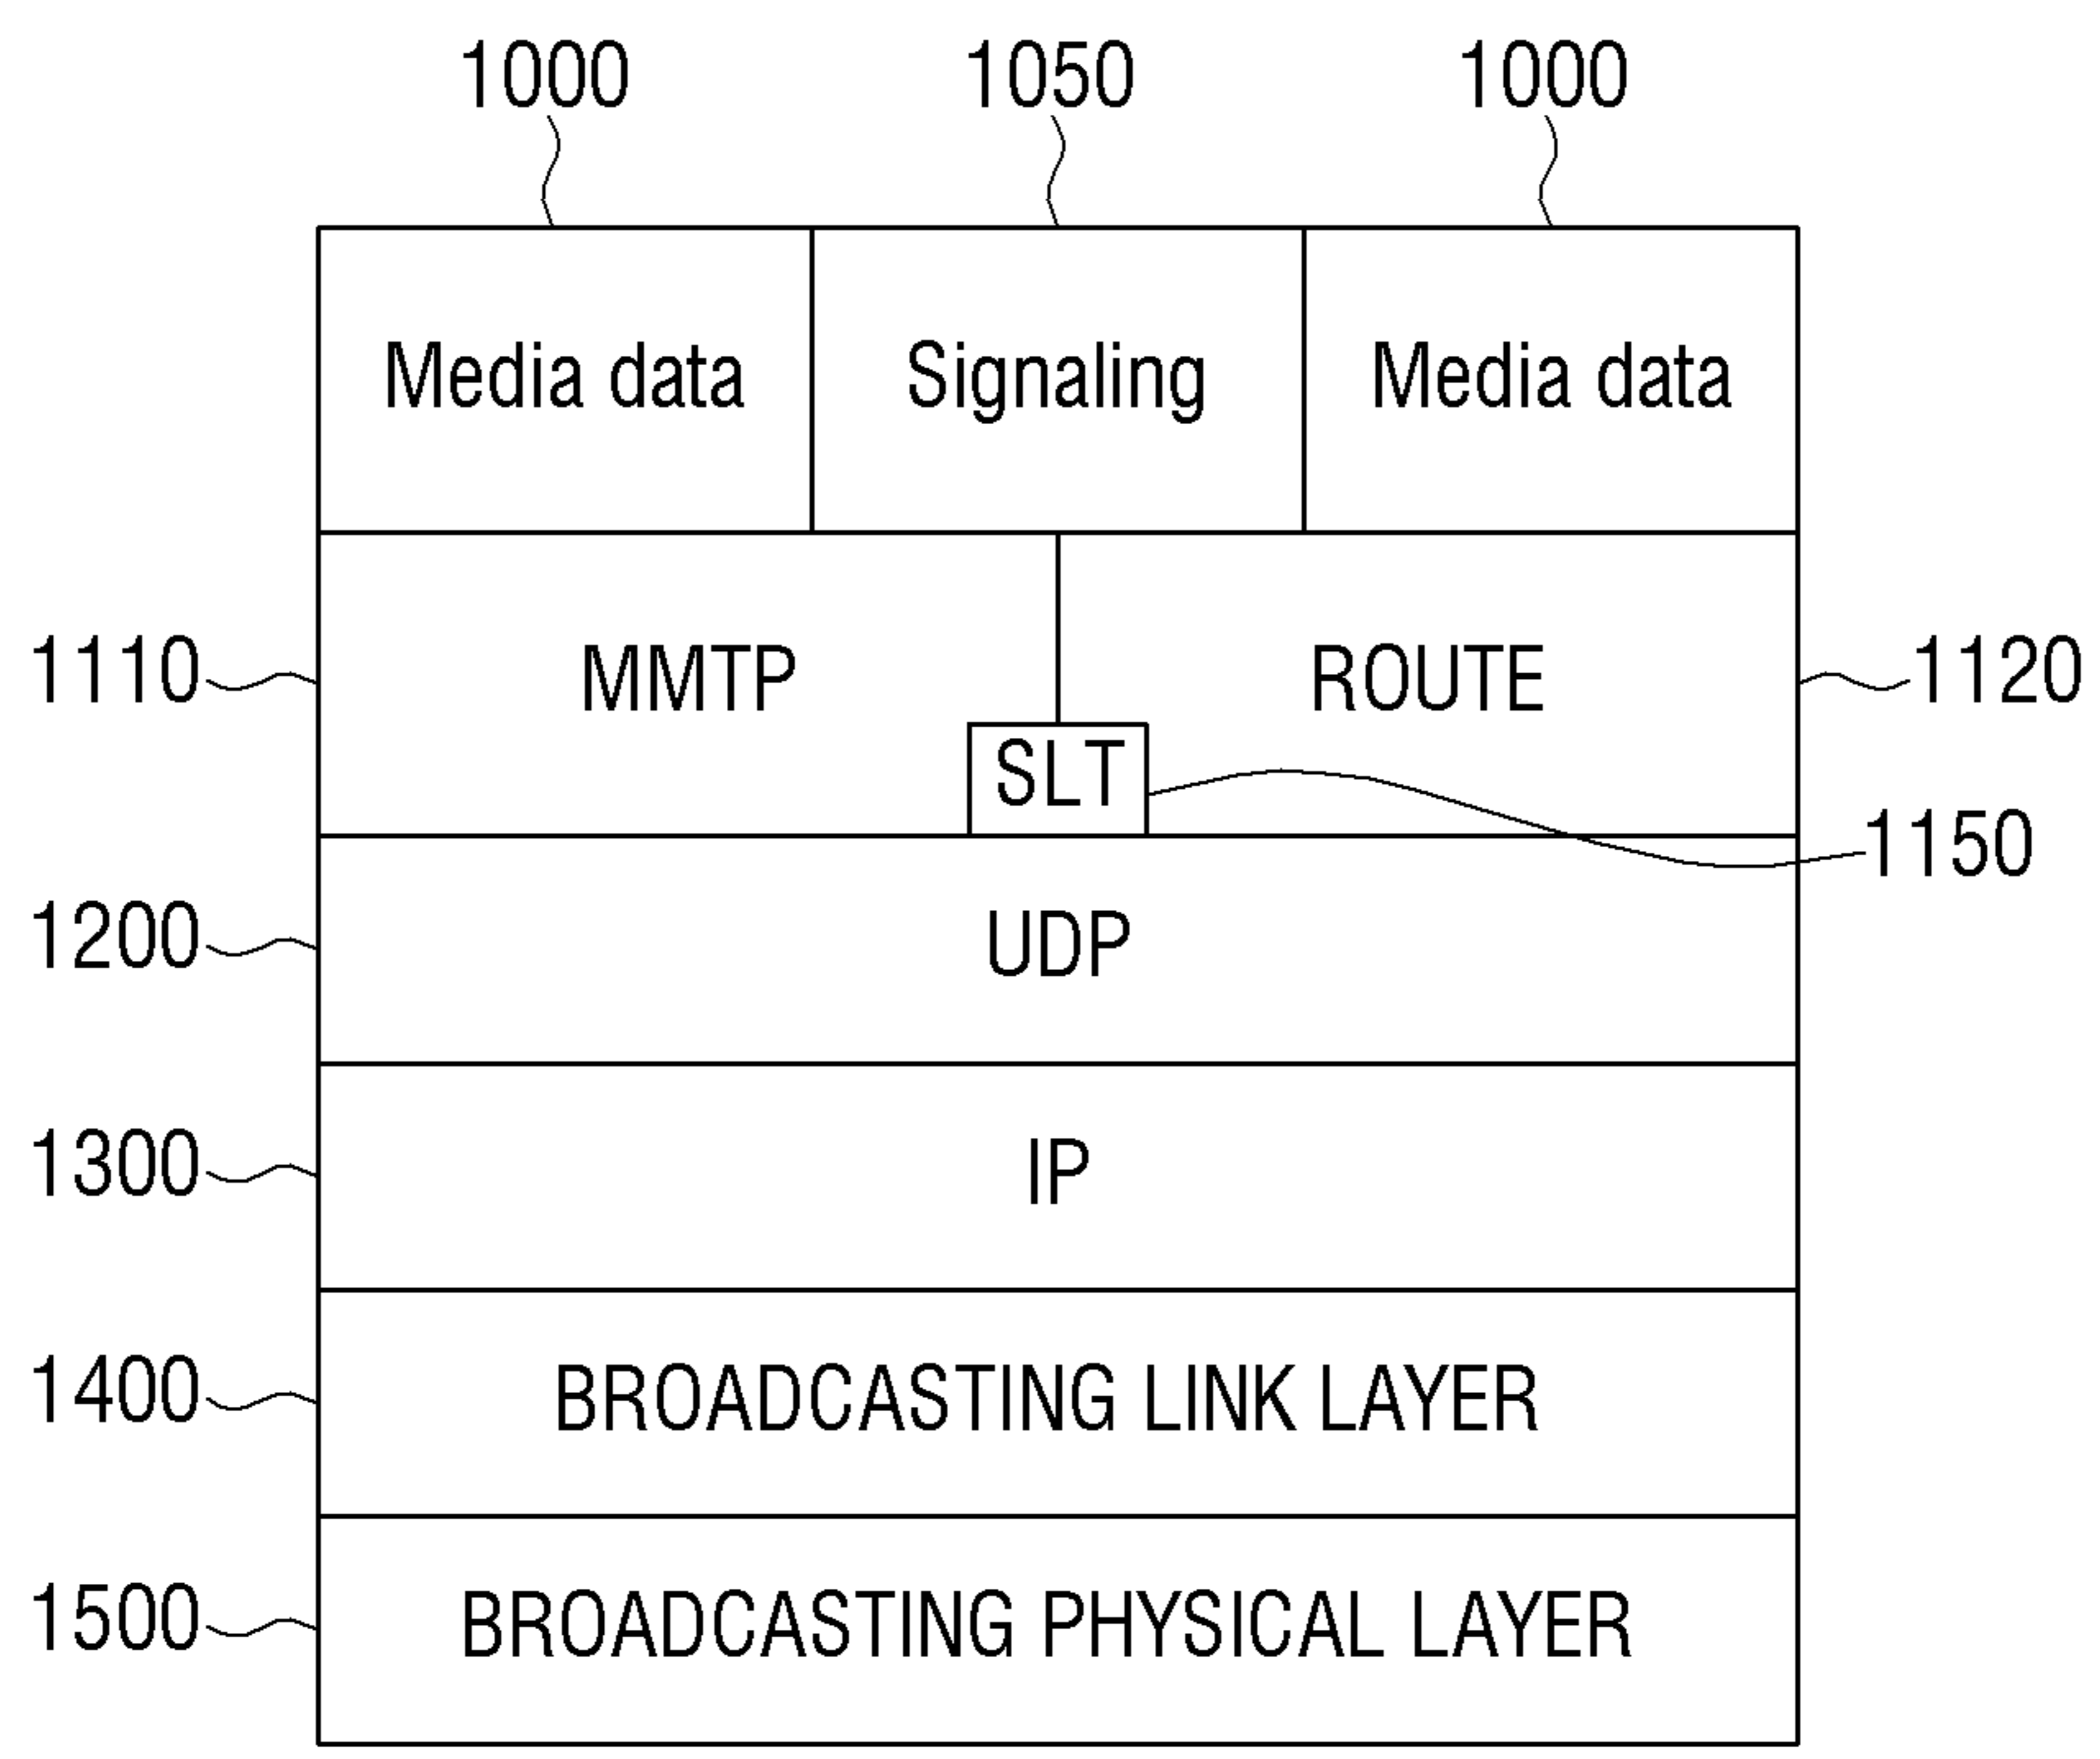 1000 1050 1000
Media data Signaling Media data
1110 MMTP ROUTE 1120
SLT
1150
1200 UDP
1300 IP
1400 BROADCASTING LINK LAYER
1500 BROADCASTING PHYSICAL LAYER